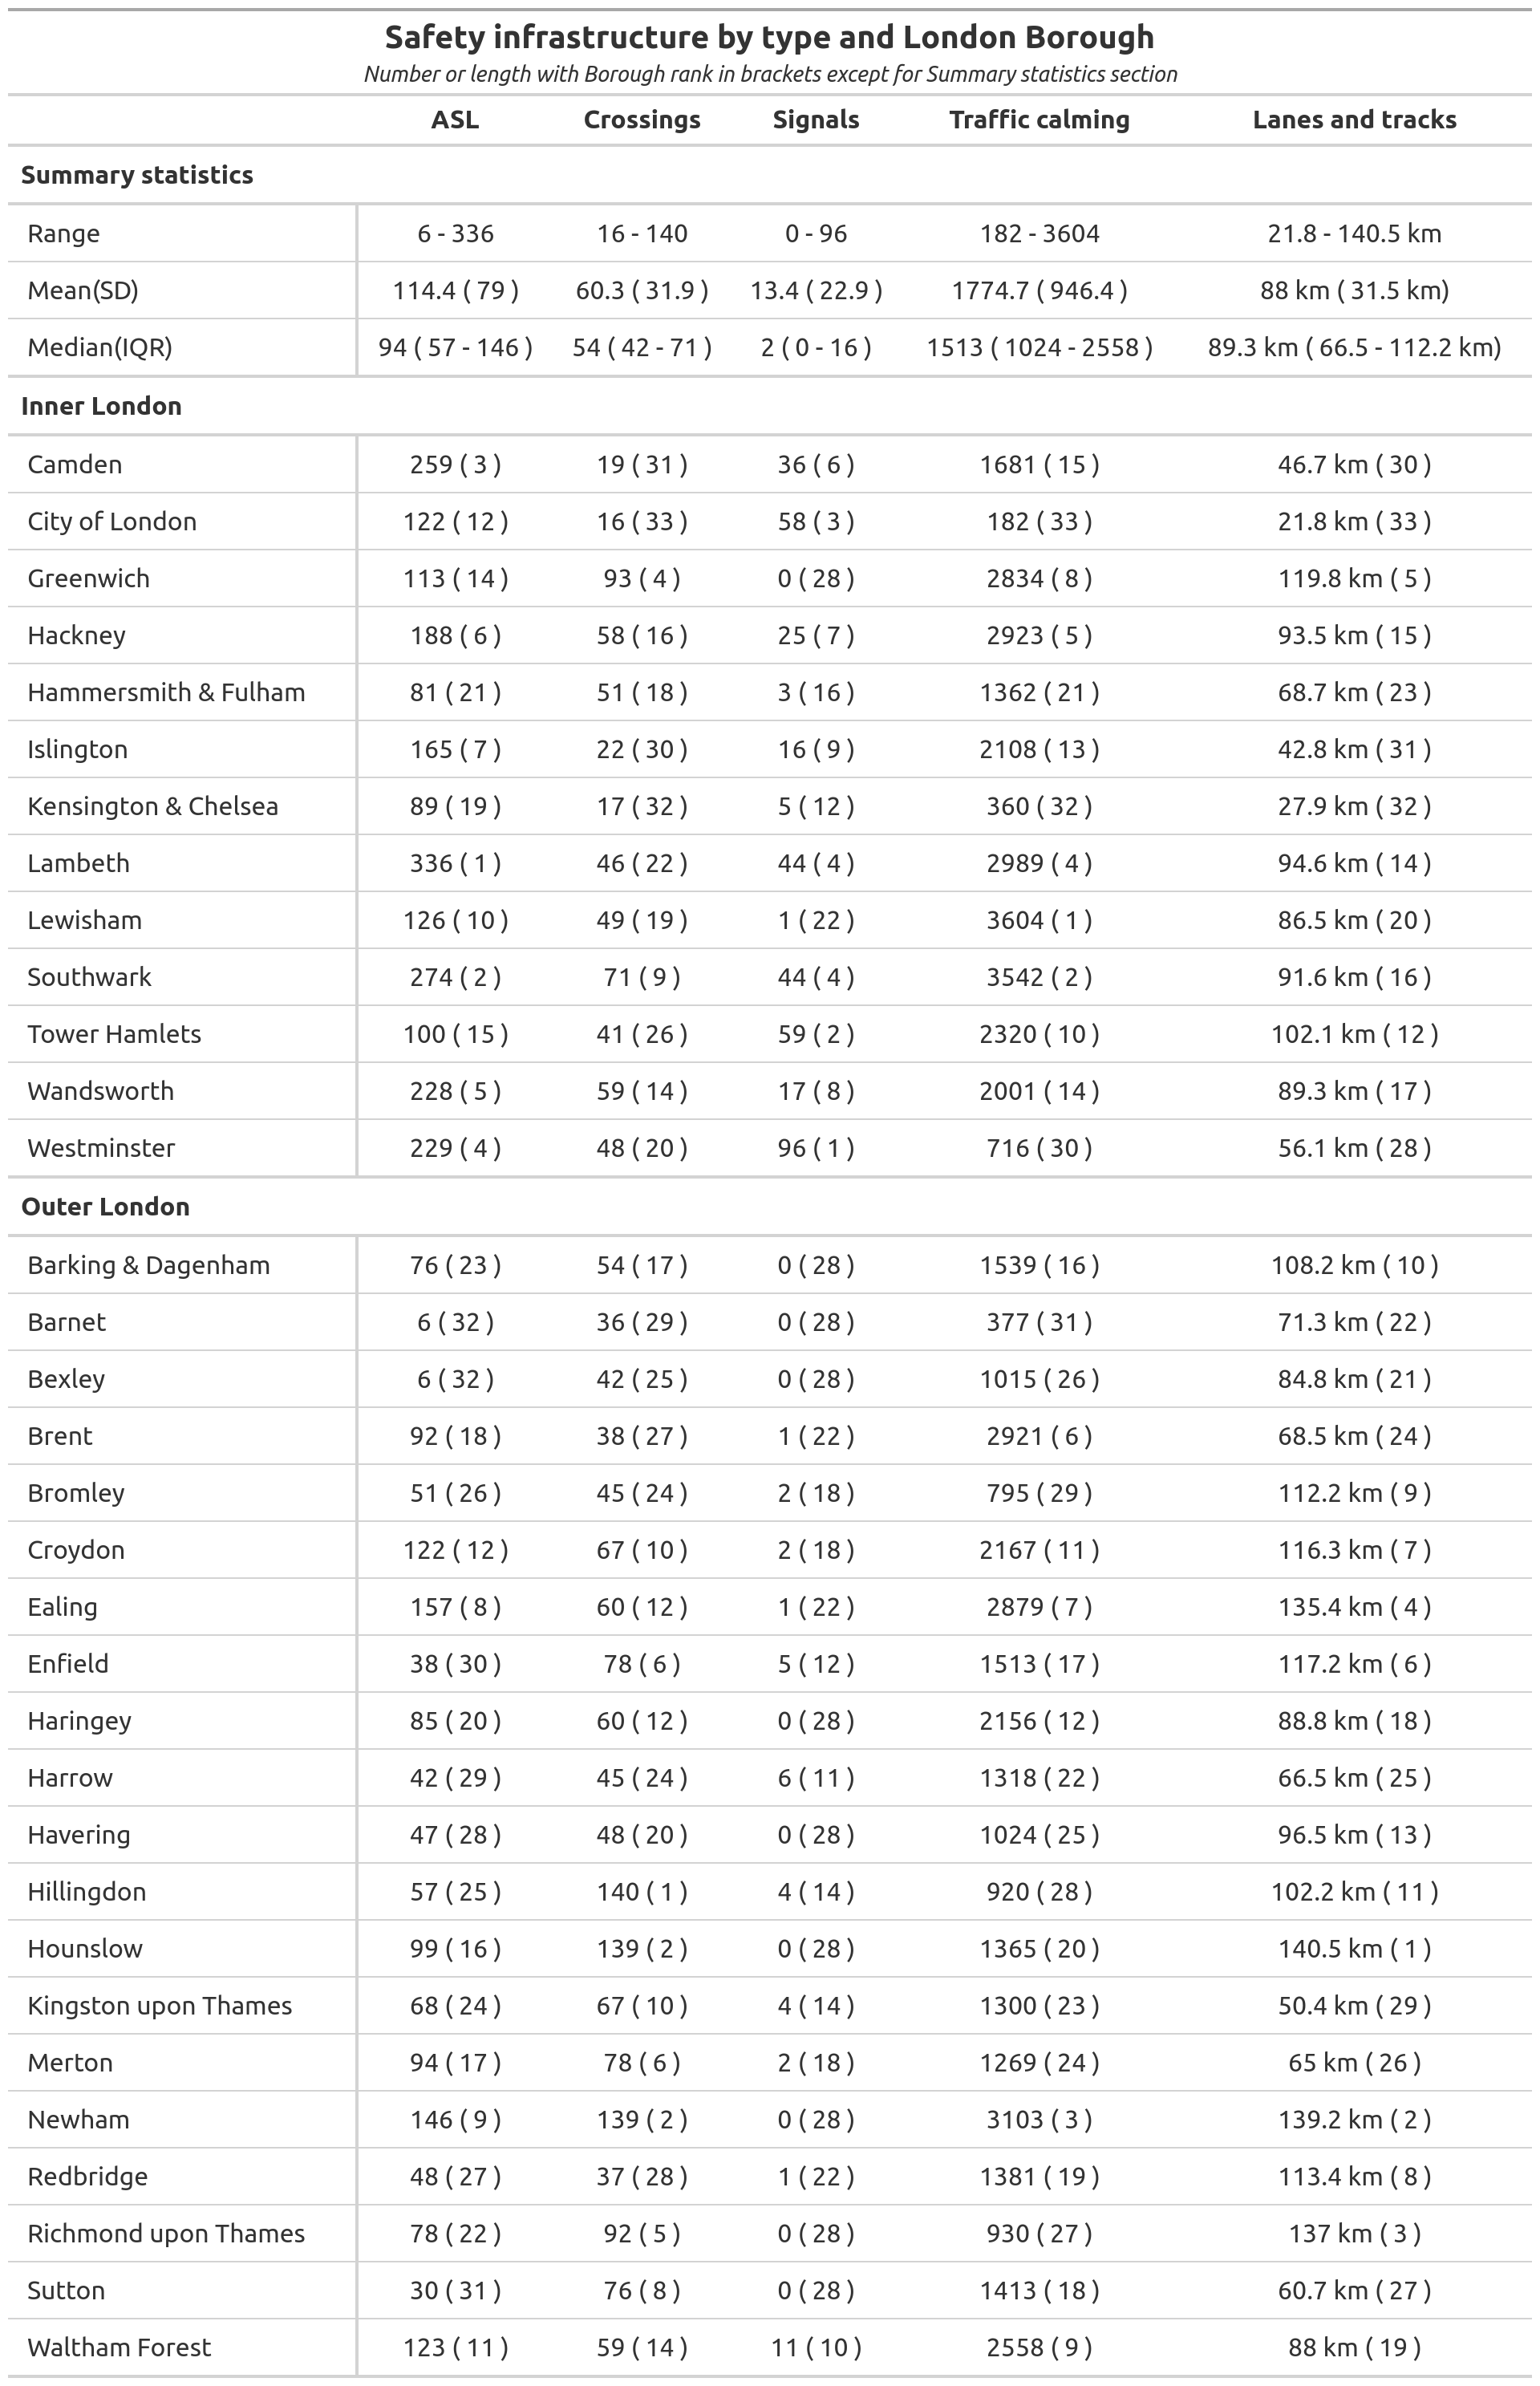 Safety infrastructure by type and London Borough
Number or length with Borough rank in brackets except for Summary statistics section
ASL Crossings Signals Traffic calming Lanes and tracks
Summary statistics
Range 6 - 336 16 - 140 0 - 96 182 - 3604 21.8 - 140.5 km
Mean(SD) 114.4 ( 79 ) 60.3 ( 31.9 ) 13.4 ( 22.9 ) 1774.7 ( 946.4 ) 88 km ( 31.5 km)
Median(IQR) 94 ( 57 - 146 ) 54 ( 42 - 71 ) 2 ( 0 - 16 ) 1513 ( 1024 - 2558 ) 89.3 km ( 66.5 - 112.2 km)
Inner London
Camden 259 ( 3 ) 19 ( 31 ) 36 ( 6 ) 1681 ( 15 ) 46.7 km ( 30 )
City of London 122 ( 12 ) 16 ( 33 ) 58 ( 3 ) 182 ( 33 ) 21.8 km ( 33 )
Greenwich 113 ( 14 ) 93 ( 4 ) 0 ( 28 ) 2834 ( 8 ) 119.8 km ( 5 )
Hackney 188 ( 6 ) 58 ( 16 ) 25 ( 7 ) 2923 ( 5 ) 93.5 km ( 15 )
Hammersmith & Fulham 81 ( 21 ) 51 ( 18 ) 3 ( 16 ) 1362 ( 21 ) 68.7 km ( 23 )
Islington 165 ( 7 ) 22 ( 30 ) 16 ( 9 ) 2108 ( 13 ) 42.8 km ( 31 )
Kensington & Chelsea 89 ( 19 ) 17 ( 32 ) 5 ( 12 ) 360 ( 32 ) 27.9 km ( 32 )
Lambeth 336 ( 1 ) 46 ( 22 ) 44 ( 4 ) 2989 ( 4 ) 94.6 km ( 14 )
Lewisham 126 ( 10 ) 49 ( 19 ) 1 ( 22 ) 3604 ( 1 ) 86.5 km ( 20 )
Southwark 274 ( 2 ) 71 ( 9 ) 44 ( 4 ) 3542 ( 2 ) 91.6 km ( 16 )
Tower Hamlets 100 ( 15 ) 41 ( 26 ) 59 ( 2 ) 2320 ( 10 ) 102.1 km ( 12 )
Wandsworth 228 ( 5 ) 59 ( 14 ) 17 ( 8 ) 2001 ( 14 ) 89.3 km ( 17 )
Westminster 229 ( 4 ) 48 ( 20 ) 96 ( 1 ) 716 ( 30 ) 56.1 km ( 28 )
Outer London
Barking & Dagenham 76 ( 23 ) 54 ( 17 ) 0 ( 28 ) 1539 ( 16 ) 108.2 km ( 10 )
Barnet 6 ( 32 ) 36 ( 29 ) 0 ( 28 ) 377 ( 31 ) 71.3 km ( 22 )
Bexley 6 ( 32 ) 42 ( 25 ) 0 ( 28 ) 1015 ( 26 ) 84.8 km ( 21 )
Brent 92 ( 18 ) 38 ( 27 ) 1 ( 22 ) 2921 ( 6 ) 68.5 km ( 24 )
Bromley 51 ( 26 ) 45 ( 24 ) 2 ( 18 ) 795 ( 29 ) 112.2 km ( 9 )
Croydon 122 ( 12 ) 67 ( 10 ) 2 ( 18 ) 2167 ( 11 ) 116.3 km ( 7 )
Ealing 157 ( 8 ) 60 ( 12 ) 1 ( 22 ) 2879 ( 7 ) 135.4 km ( 4 )
Enfield 38 ( 30 ) 78 ( 6 ) 5 ( 12 ) 1513 ( 17 ) 117.2 km ( 6 )
Haringey 85 ( 20 ) 60 ( 12 ) 0 ( 28 ) 2156 ( 12 ) 88.8 km ( 18 )
Harrow 42 ( 29 ) 45 ( 24 ) 6 ( 11 ) 1318 ( 22 ) 66.5 km ( 25 )
Havering 47 ( 28 ) 48 ( 20 ) 0 ( 28 ) 1024 ( 25 ) 96.5 km ( 13 )
Hillingdon 57 ( 25 ) 140 ( 1 ) 4 ( 14 ) 920 ( 28 ) 102.2 km ( 11 )
Hounslow 99 ( 16 ) 139 ( 2 ) 0 ( 28 ) 1365 ( 20 ) 140.5 km ( 1 )
Kingston upon Thames 68 ( 24 ) 67 ( 10 ) 4 ( 14 ) 1300 ( 23 ) 50.4 km ( 29 )
Merton 94 ( 17 ) 78 ( 6 ) 2 ( 18 ) 1269 ( 24 ) 65 km ( 26 )
Newham 146 ( 9 ) 139 ( 2 ) 0 ( 28 ) 3103 ( 3 ) 139.2 km ( 2 )
Redbridge 48 ( 27 ) 37 ( 28 ) 1 ( 22 ) 1381 ( 19 ) 113.4 km ( 8 )
Richmond upon Thames 78 ( 22 ) 92 ( 5 ) 0 ( 28 ) 930 ( 27 ) 137 km ( 3 )
Sutton 30 ( 31 ) 76 ( 8 ) 0 ( 28 ) 1413 ( 18 ) 60.7 km ( 27 )
Waltham Forest 123 ( 11 ) 59 ( 14 ) 11 ( 10 ) 2558 ( 9 ) 88 km ( 19 )